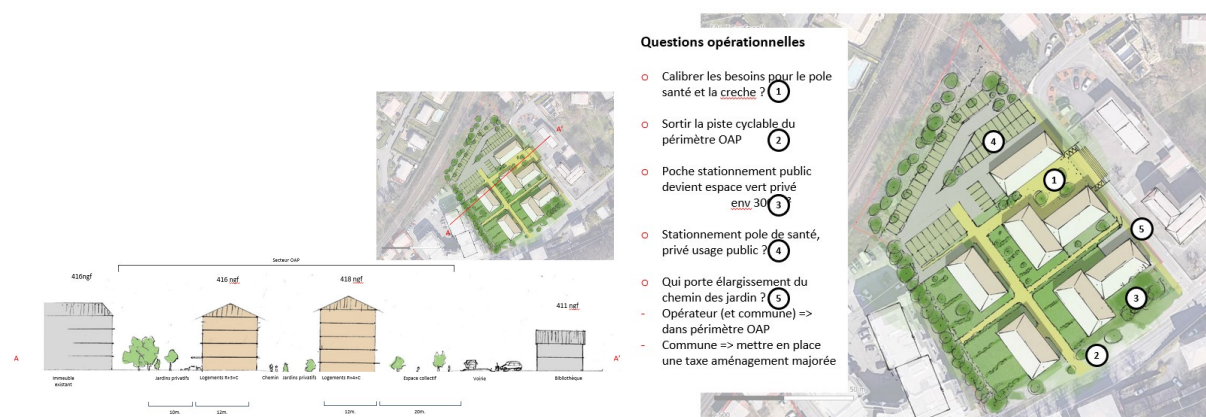 A
A'
416ngf
Secteur OAP
416 ngf
418 ngf
411 ngf
A
A'
Immeuble
existant
Jardins privatifs
Logements R+3+C
Chemin
Jardins privatifs
Logements R+4+C
Espace collectif
Voirie
Bibliothèque
10m.
12m.
12m.
20m.
Questions opérationnelles
Calibrer les besoins pour le pole
santé et la creche ? 1
Sortir la piste cyclable du
périmètre OAP 2
Poche stationnement public
devient espace vert privé
env 3
Stationnement pole de santé,
privé usage public ? 4
Qui porte élargissement du
chemin des jardin ? 5
- Opérateur (et commune) =>
dans périmètre OAP
- Commune => mettre en place
une taxe aménagement majorée
4
1
5
3
2
50 m